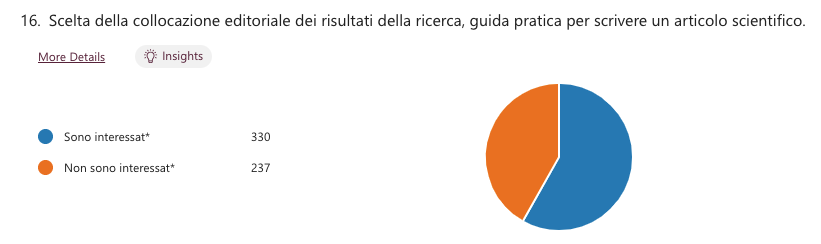 16. Scelta della collocazione editoriale dei risultati della ricerca, guida pratica per scrivere un articolo scientifico.
More Details
Insights
Sono interessat* 330
Non sono interessat* 237